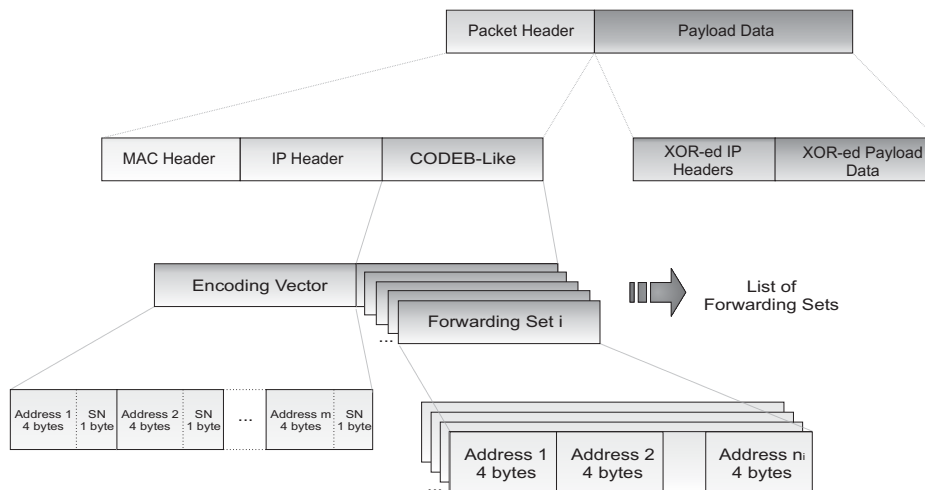 Packet Header
Payload Data
MAC Header
IP Header
CODEB-Like
XOR-ed IP
Headers
XOR-ed Payload
Data
Encoding Vector
Forwarding Set i
...
List of
Forwarding Sets
Address 1
4 bytes
SN
1 byte
Address 2
4 bytes
SN
1 byte
...
Address m
4 bytes
SN
1 byte
Address 1
4 bytes
Address 2
4 bytes
Address ni
4 bytes
...